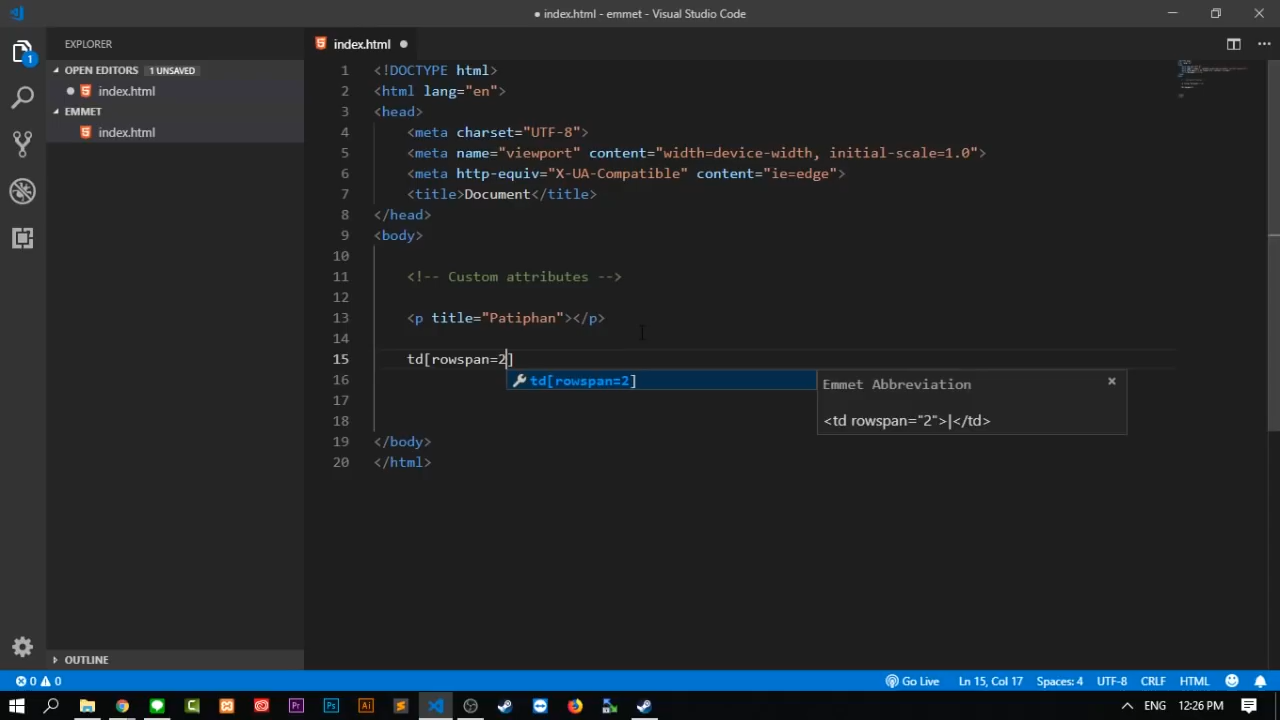 ● index.html - emmet - Visual Studio Code
EXPLORER
OPEN EDITORS 1 UNSAVED
● index.html
EMMET
index.html
OUTLINE
1
index.html ●
1 <!DOCTYPE html>
2 <html lang="en">
3 <head>
4 <meta charset="UTF-8">
5 <meta name="viewport" content="width=device-width, initial-scale=1.0">
6 <meta http-equiv="X-UA-Compatible" content="ie=edge">
7 <title>Document</title>
8 </head>
9 <body>
10
11 <!-- Custom attributes -->
12
13 <p title="Patiphan"></p>
14
15 td[rowspan=2]
16
17
18
19 </body>
20 </html>
td[rowspan=2]
Emmet Abbreviation
<td rowspan="2">|</td>
0 0
Go Live Ln 15, Col 17 Spaces: 4 UTF-8 CRLF HTML
Pr Ps Ai
ENG 12:26 PM